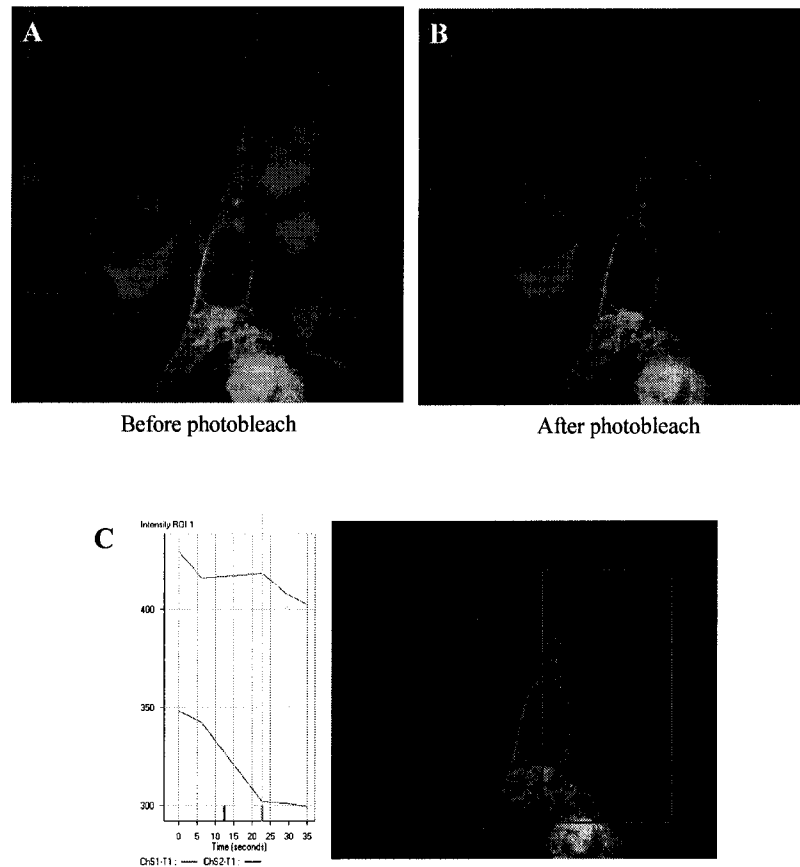 A
B
Before photobleach
After photobleach
C
Intensity ROI 1
400
350
300
0 5 10 15 20 25 30 35
Time (seconds)
ChS1-T1: ChS2-T1: